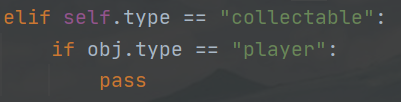 elif self.type == "collectable":
    if obj.type == "player":
        pass